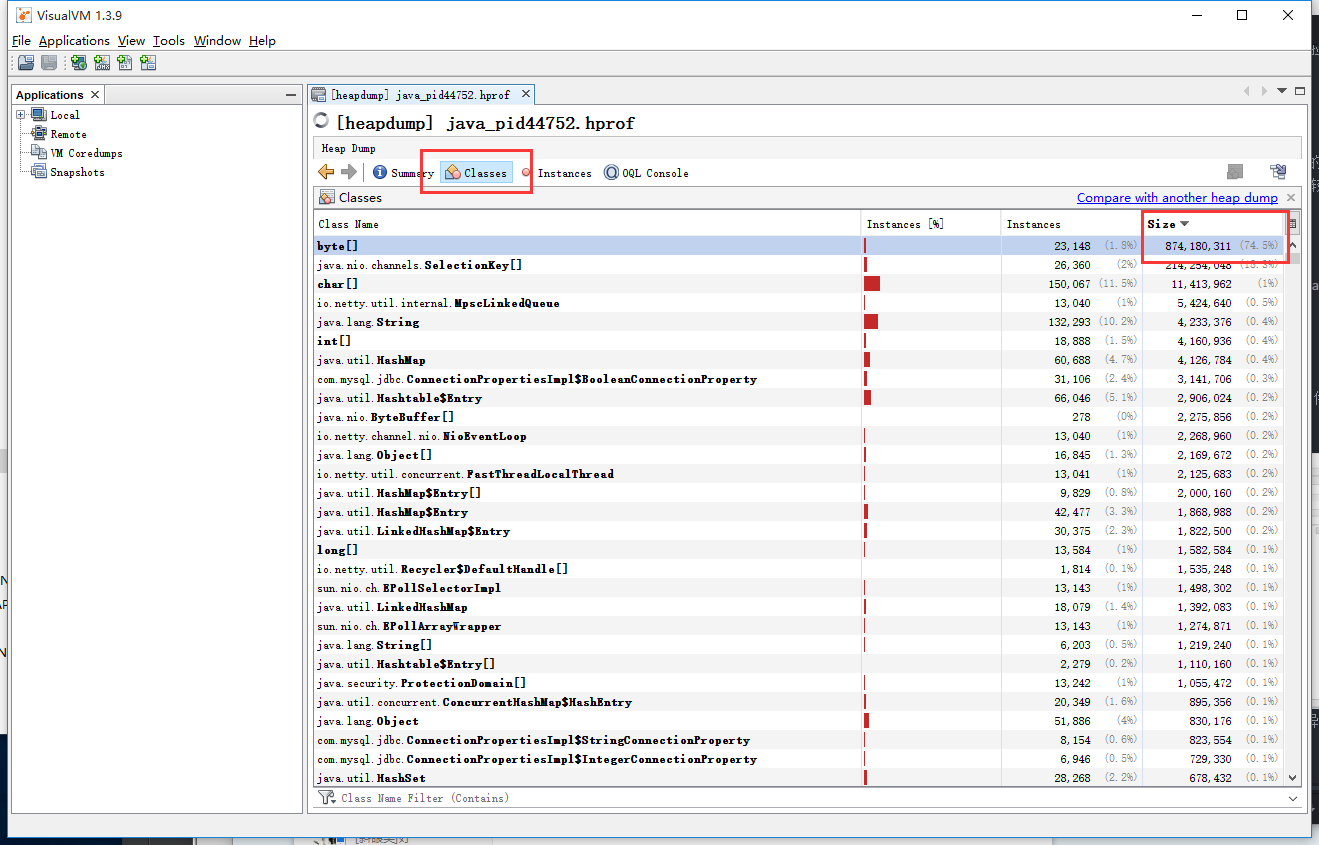 VisualVM 1.3.9
File Applications View Tools Window Help
Applications
Local
Remote
VM Coredumps
Snapshots
[heapdump] java_pid44752.hprof
[heapdump] java_pid44752.hprof
Heap Dump
Summary Classes Instances OQL Console
Classes Compare with another heap dump
Class Name Instances [%] Instances Size
byte[] 23,148 (1.8%) 874,180,311 (74.5%)
java.nio.channels.SelectionKey[] 26,360 (2%) 214,254,048 (18.3%)
char[] 150,067 (11.5%) 11,413,962 (1%)
io.netty.util.internal.MpscLinkedQueue 13,040 (1%) 5,424,640 (0.5%)
java.lang.String 132,293 (10.2%) 4,233,376 (0.4%)
int[] 18,888 (1.5%) 4,160,936 (0.4%)
java.util.HashMap 60,688 (4.7%) 4,126,784 (0.4%)
com.mysql.jdbc.ConnectionPropertiesImpl$BooleanConnectionProperty 31,106 (2.4%) 3,141,706 (0.3%)
java.util.Hashtable$Entry 66,046 (5.1%) 2,906,024 (0.2%)
java.nio.ByteBuffer[] 278 (0%) 2,275,856 (0.2%)
io.netty.channel.nio.NioEventLoop 13,040 (1%) 2,268,960 (0.2%)
java.lang.Object[] 16,845 (1.3%) 2,169,672 (0.2%)
io.netty.util.concurrent.FastThreadLocalThread 13,041 (1%) 2,125,683 (0.2%)
java.util.HashMap$Entry[] 9,829 (0.8%) 2,000,160 (0.2%)
java.util.HashMap$Entry 42,477 (3.3%) 1,868,988 (0.2%)
java.util.LinkedHashMap$Entry 30,375 (2.3%) 1,822,500 (0.2%)
long[] 13,584 (1%) 1,582,584 (0.1%)
io.netty.util.Recycler$DefaultHandle[] 1,814 (0.1%) 1,535,248 (0.1%)
sun.nio.ch.EPollSelectorImpl 13,143 (1%) 1,498,302 (0.1%)
java.util.LinkedHashMap 18,079 (1.4%) 1,392,083 (0.1%)
sun.nio.ch.EPollArrayWrapper 13,143 (1%) 1,274,871 (0.1%)
java.lang.String[] 6,203 (0.5%) 1,219,240 (0.1%)
java.util.Hashtable$Entry[] 2,279 (0.2%) 1,110,160 (0.1%)
java.security.ProtectionDomain[] 13,242 (1%) 1,055,472 (0.1%)
java.util.concurrent.ConcurrentHashMap$HashEntry 20,349 (1.6%) 895,356 (0.1%)
java.lang.Object 51,886 (4%) 830,176 (0.1%)
com.mysql.jdbc.ConnectionPropertiesImpl$StringConnectionProperty 8,154 (0.6%) 823,554 (0.1%)
com.mysql.jdbc.ConnectionPropertiesImpl$IntegerConnectionProperty 6,946 (0.5%) 729,330 (0.1%)
java.util.HashSet 28,268 (2.2%) 678,432 (0.1%)
Class Name Filter (Contains)